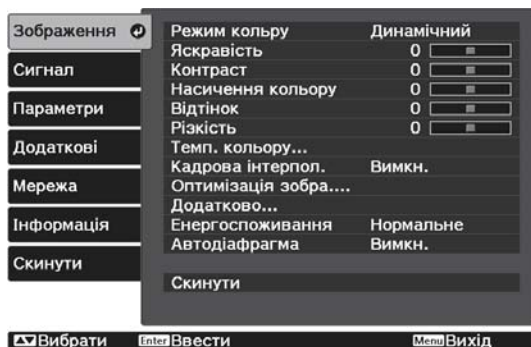 Зображення
Сигнал
Параметри
Додаткові
Мережа
Інформація
Скинути
Режим кольру Динамічний
Яскравість 0
Контраст 0
Насичення кольору 0
Відтінок 0
Різкість 0
Темп. кольору...
Кадрова інтерпол. Вимкн.
Оптимізація зобра....
Додатково...
Енергоспоживання Нормальне
Автодіафрагма Вимкн.
Скинути
Вибрати Enter Ввести Menu Вихід